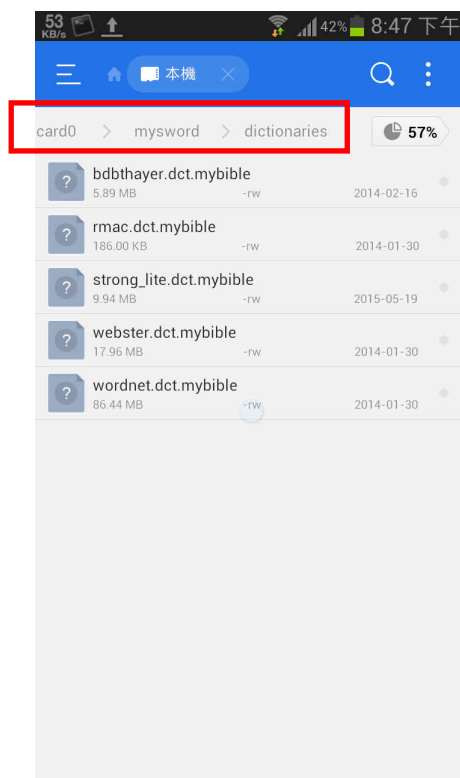 53
KB/s
42%
8:47 下午
本機
card0 > mysword > dictionaries
57%
bdbthayer.dct.mybible
5.89 MB -rw 2014-02-16
rmac.dct.mybible
186.00 KB -rw 2014-01-30
strong_lite.dct.mybible
9.94 MB -rw 2015-05-19
webster.dct.mybible
17.96 MB -rw 2014-01-30
wordnet.dct.mybible
86.44 MB -rw 2014-01-30